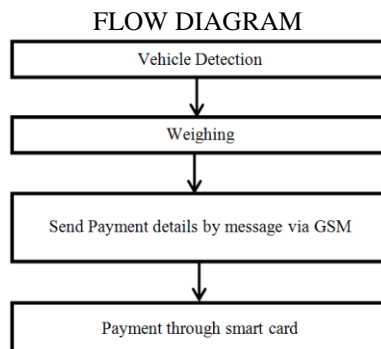 FLOW DIAGRAM
Vehicle Detection
Weighing
Send Payment details by message via GSM
Payment through smart card